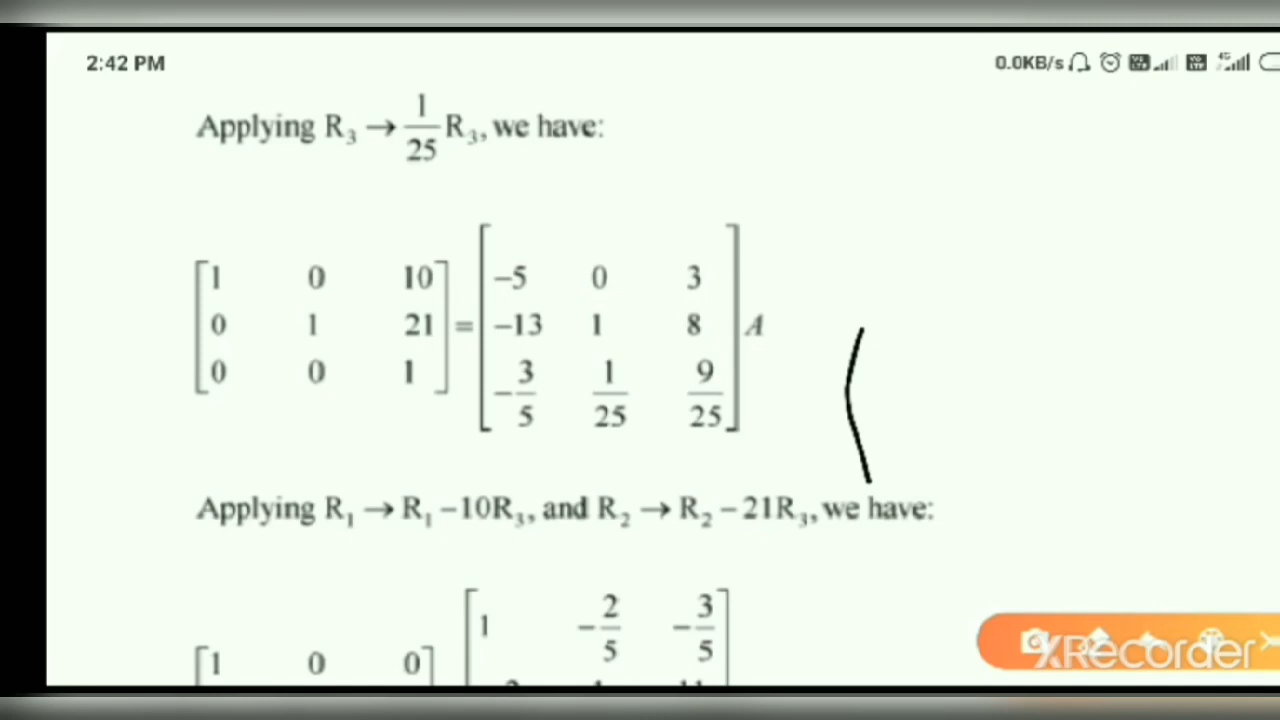 2:42 PM 0.0KB/s
Applying R₃ → 1/25 R₃, we have:
[1 0 10] [−5 0 3]
[0 1 21] = [−13 1 8] A
[0 0 1] [−3/5 1/25 9/25]
Applying R₁ → R₁ −10R₃, and R₂ → R₂ − 21R₃, we have:
[1 −2/5 −3/5]
[1 0 0]
XRecorder